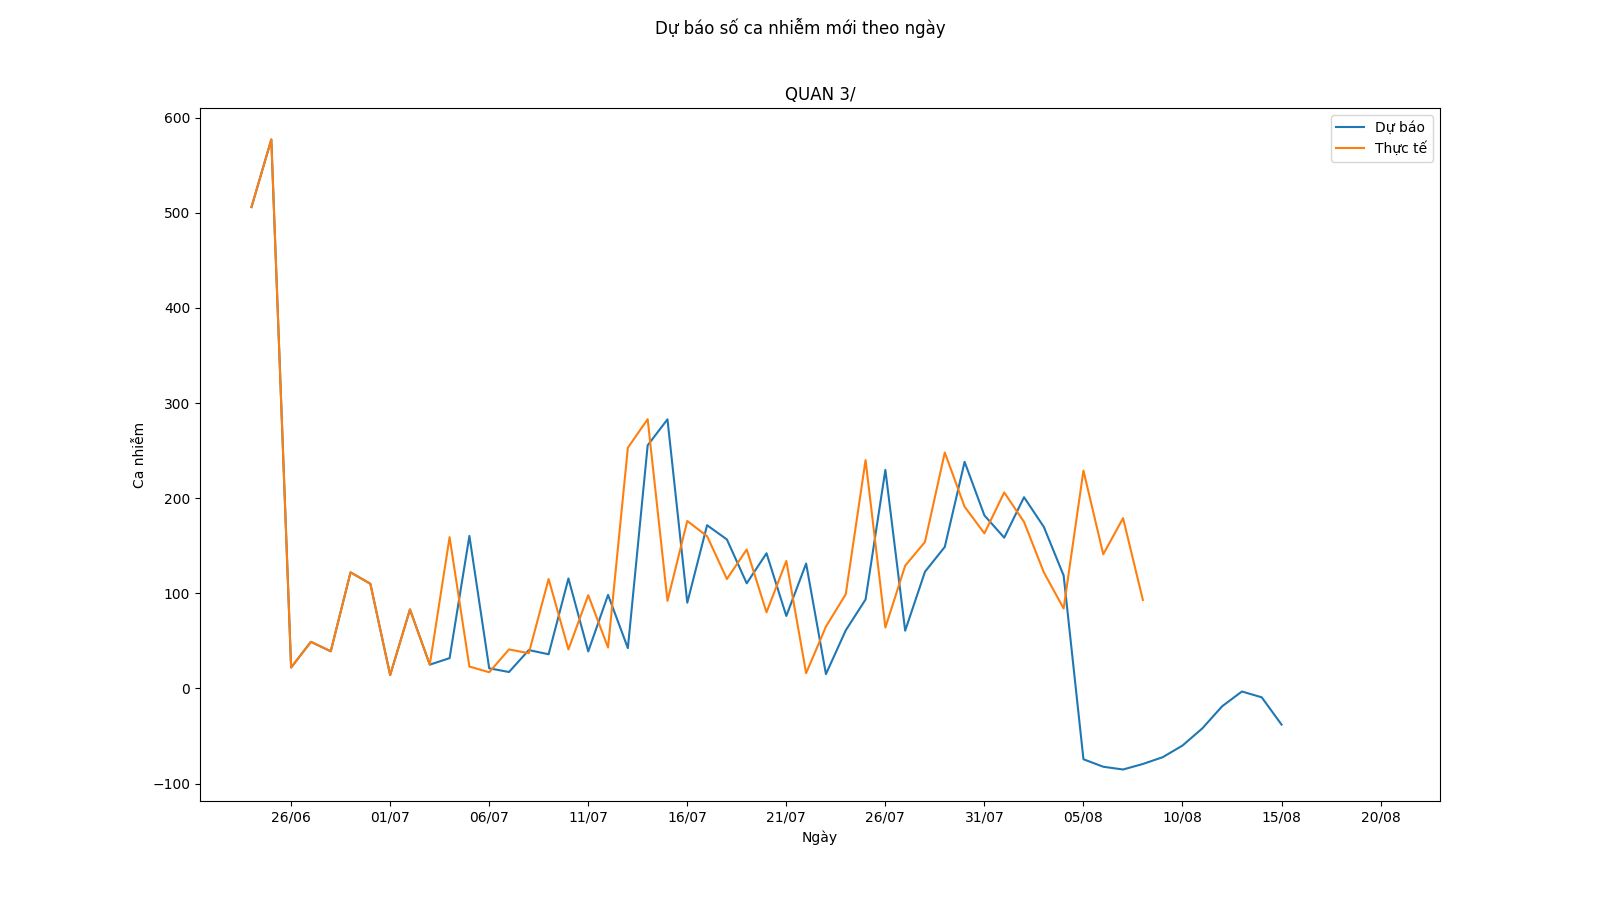 Dự báo số ca nhiễm mới theo ngày
QUAN 3/
Dự báo
Thực tế
600
500
400
300
200
100
0
−100
Ca nhiễm
26/06 01/07 06/07 11/07 16/07 21/07 26/07 31/07 05/08 10/08 15/08 20/08
Ngày